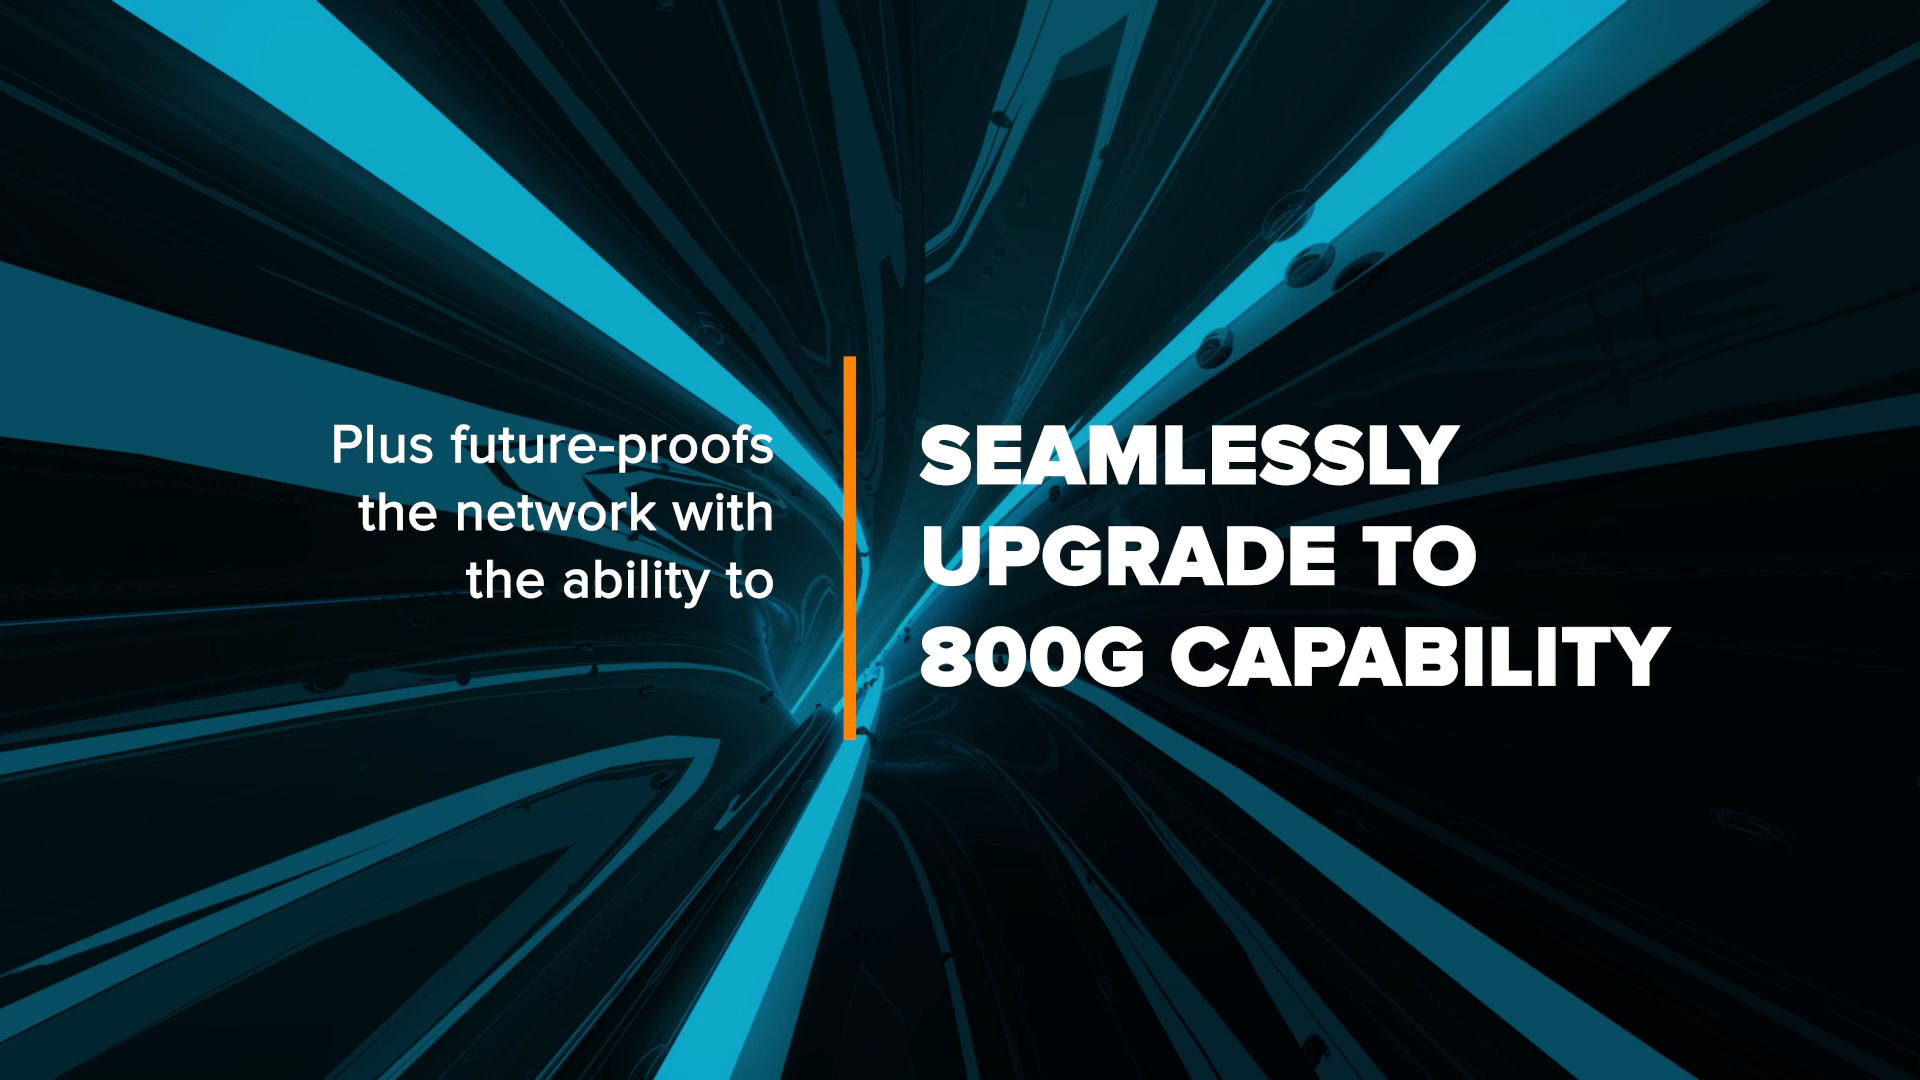 Plus future-proofs
the network with
the ability to
SEAMLESSLY
UPGRADE TO
800G CAPABILITY